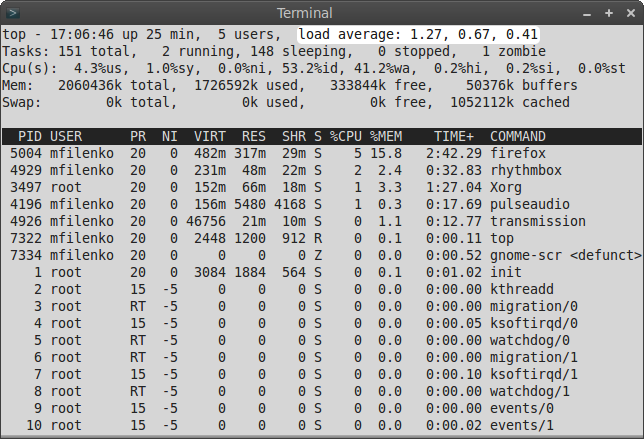 Terminal
top - 17:06:46 up 25 min,  5 users,  load average: 1.27, 0.67, 0.41
Tasks: 151 total,   2 running, 148 sleeping,   0 stopped,   1 zombie
Cpu(s):  4.3%us,  1.0%sy,  0.0%ni, 53.2%id, 41.2%wa,  0.2%hi,  0.2%si,  0.0%st
Mem:   2060436k total,  1726592k used,   333844k free,    50376k buffers
Swap:        0k total,        0k used,        0k free,  1052112k cached
PID USER      PR  NI  VIRT  RES  SHR S %CPU %MEM    TIME+  COMMAND
5004 mfilenko  20   0  482m 317m  29m S    5 15.8   2:42.29 firefox
4929 mfilenko  20   0  231m  48m  22m S    2  2.4   0:32.83 rhythmbox
3497 root      20   0  152m  66m  18m S    1  3.3   1:27.04 Xorg
4196 mfilenko  20   0  156m 5480 4168 S    1  0.3   0:17.69 pulseaudio
4926 mfilenko  20   0 46756  21m  10m S    0  1.1   0:12.77 transmission
7322 mfilenko  20   0  2448 1200  912 R    0  0.1   0:00.11 top
7334 mfilenko  20   0     0    0    0 Z    0  0.0   0:00.52 gnome-scr <defunct>
1 root      20   0  3084 1884  564 S    0  0.1   0:01.02 init
2 root      15  -5     0    0    0 S    0  0.0   0:00.00 kthreadd
3 root      RT  -5     0    0    0 S    0  0.0   0:00.00 migration/0
4 root      15  -5     0    0    0 S    0  0.0   0:00.05 ksoftirqd/0
5 root      RT  -5     0    0    0 S    0  0.0   0:00.00 watchdog/0
6 root      RT  -5     0    0    0 S    0  0.0   0:00.00 migration/1
7 root      15  -5     0    0    0 S    0  0.0   0:00.10 ksoftirqd/1
8 root      RT  -5     0    0    0 S    0  0.0   0:00.00 watchdog/1
9 root      15  -5     0    0    0 S    0  0.0   0:00.00 events/0
10 root      15  -5     0    0    0 S    0  0.0   0:00.02 events/1